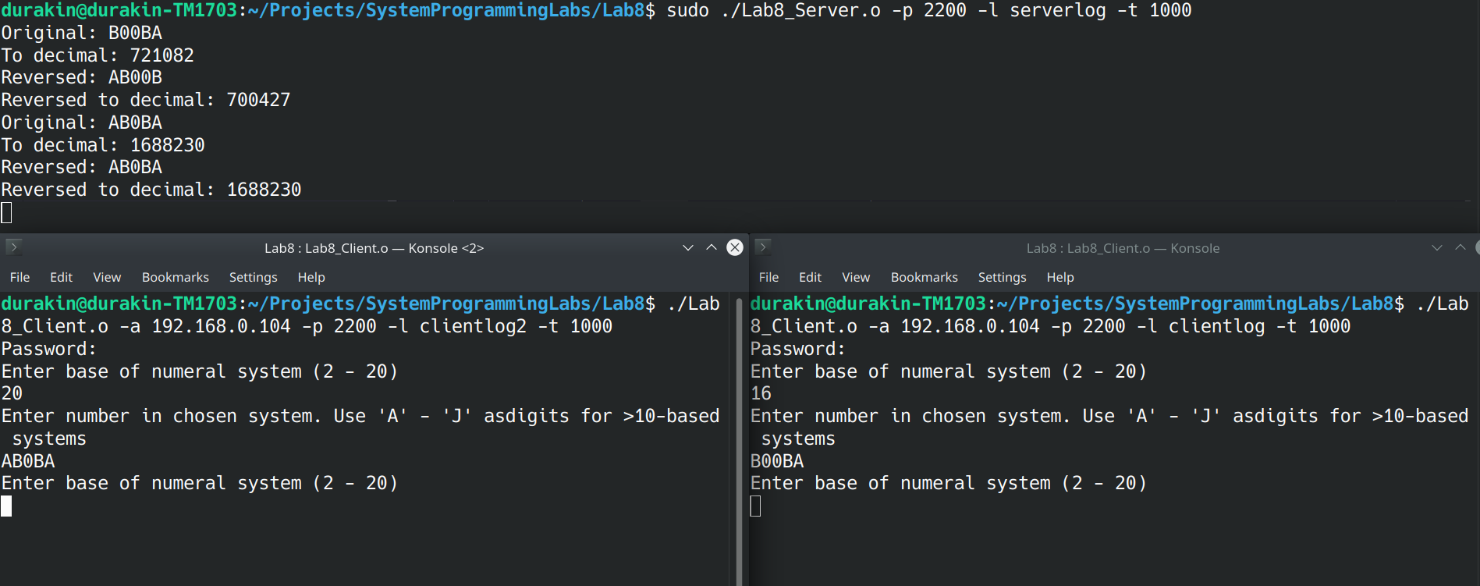 durakin@durakin-TM1703:~/Projects/SystemProgrammingLabs/Lab8$ sudo ./Lab8_Server.o -p 2200 -l serverlog -t 1000
Original: B00BA
To decimal: 721082
Reversed: AB00B
Reversed to decimal: 700427
Original: AB0BA
To decimal: 1688230
Reversed: AB0BA
Reversed to decimal: 1688230
Lab8 : Lab8_Client.o — Konsole <2>
File Edit View Bookmarks Settings Help
durakin@durakin-TM1703:~/Projects/SystemProgrammingLabs/Lab8$ ./Lab
8_Client.o -a 192.168.0.104 -p 2200 -l clientlog2 -t 1000
Password:
Enter base of numeral system (2 - 20)
20
Enter number in chosen system. Use 'A' - 'J' asdigits for >10-based
 systems
AB0BA
Enter base of numeral system (2 - 20)
Lab8 : Lab8_Client.o — Konsole
File Edit View Bookmarks Settings Help
durakin@durakin-TM1703:~/Projects/SystemProgrammingLabs/Lab8$ ./Lab
8_Client.o -a 192.168.0.104 -p 2200 -l clientlog -t 1000
Password:
Enter base of numeral system (2 - 20)
16
Enter number in chosen system. Use 'A' - 'J' asdigits for >10-based
 systems
B00BA
Enter base of numeral system (2 - 20)